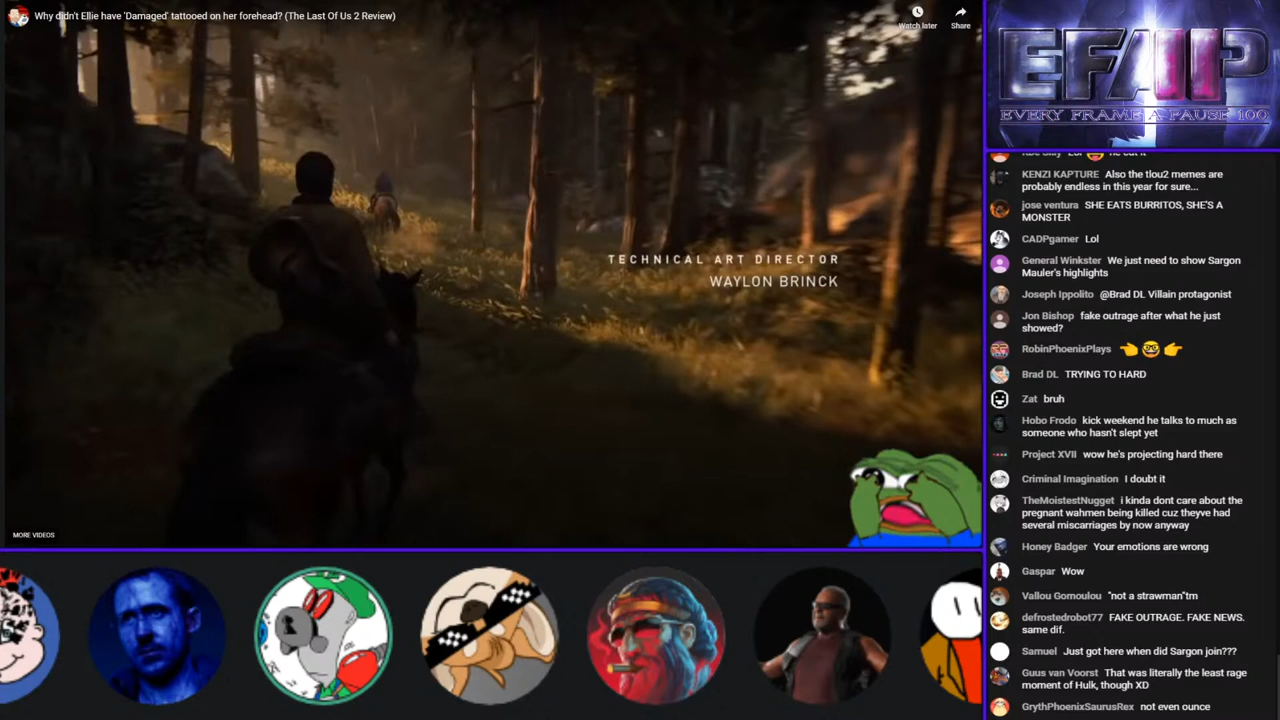 Why didn't Ellie have 'Damaged' tattooed on her forehead? (The Last Of Us 2 Review)
Watch later
Share
TECHNICAL ART DIRECTOR
WAYLON BRINCK
MORE VIDEOS
EFAP
EVERY FRAME A PAUSE 100
KENZI KAPTURE Also the tlou2 memes are
probably endless in this year for sure...
jose ventura SHE EATS BURRITOS, SHE'S A
MONSTER
CADPgamer Lol
General Winkster We just need to show Sargon
Mauler's highlights
Joseph Ippolito @Brad DL Villain protagonist
Jon Bishop fake outrage after what he just
showed?
RobinPhoenixPlays 👈 🤓 👉
Brad DL TRYING TO HARD
Zat bruh
Hobo Frodo kick weekend he talks to much as
someone who hasn't slept yet
Project XVII wow he's projecting hard there
Criminal Imagination I doubt it
TheMoistestNugget i kinda dont care about the
pregnant wahmen being killed cuz theyve had
several miscarriages by now anyway
Honey Badger Your emotions are wrong
Gaspar Wow
Vallou Gomoulou "not a strawman"tm
defrostedrobot77 FAKE OUTRAGE. FAKE NEWS.
same dif.
Samuel Just got here when did Sargon join???
Guus van Voorst That was literally the least rage
moment of Hulk, though XD
GrythPhoenixSaurusRex not even ounce